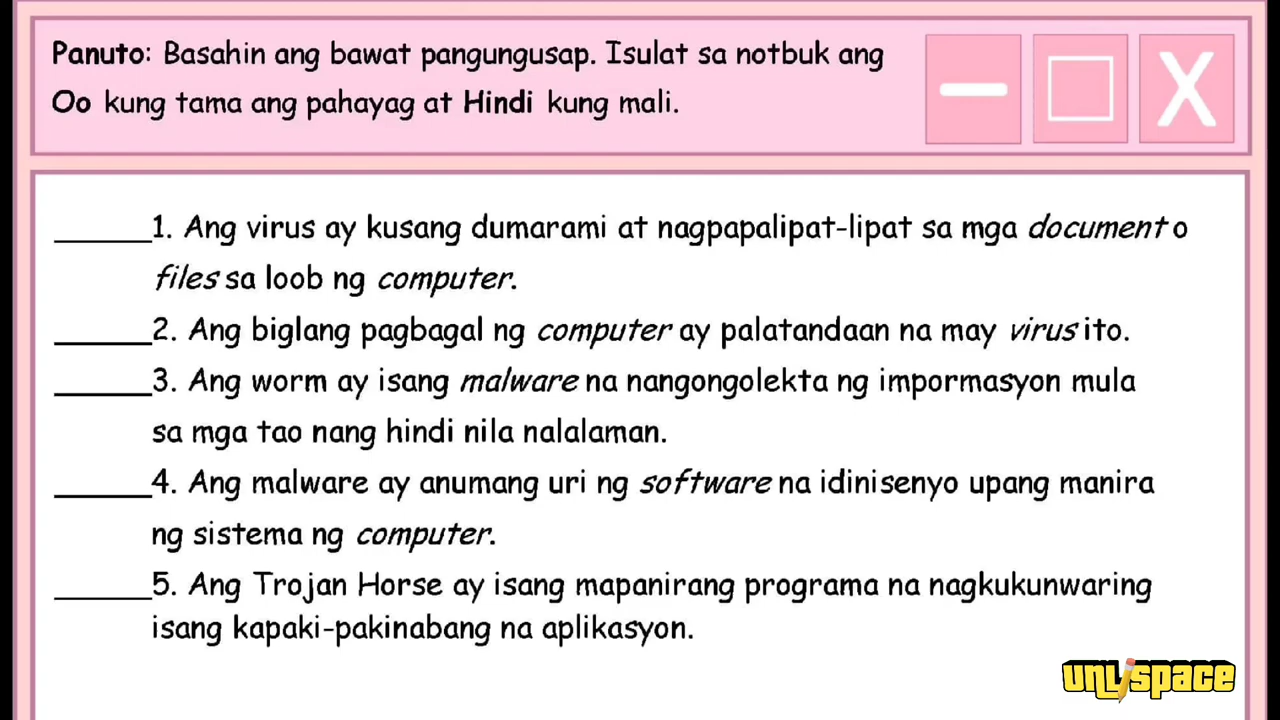 Panuto: Basahin ang bawat pangungusap. Isulat sa notbuk ang
Oo kung tama ang pahayag at Hindi kung mali.
______1. Ang virus ay kusang dumarami at nagpapalipat-lipat sa mga document o
files sa loob ng computer.
______2. Ang biglang pagbagal ng computer ay palatandaan na may virus ito.
______3. Ang worm ay isang malware na nangongolekta ng impormasyon mula
sa mga tao nang hindi nila nalalaman.
______4. Ang malware ay anumang uri ng software na idinisenyo upang manira
ng sistema ng computer.
______5. Ang Trojan Horse ay isang mapanirang programa na nagkukunwaring
isang kapaki-pakinabang na aplikasyon.
UNLISPACE